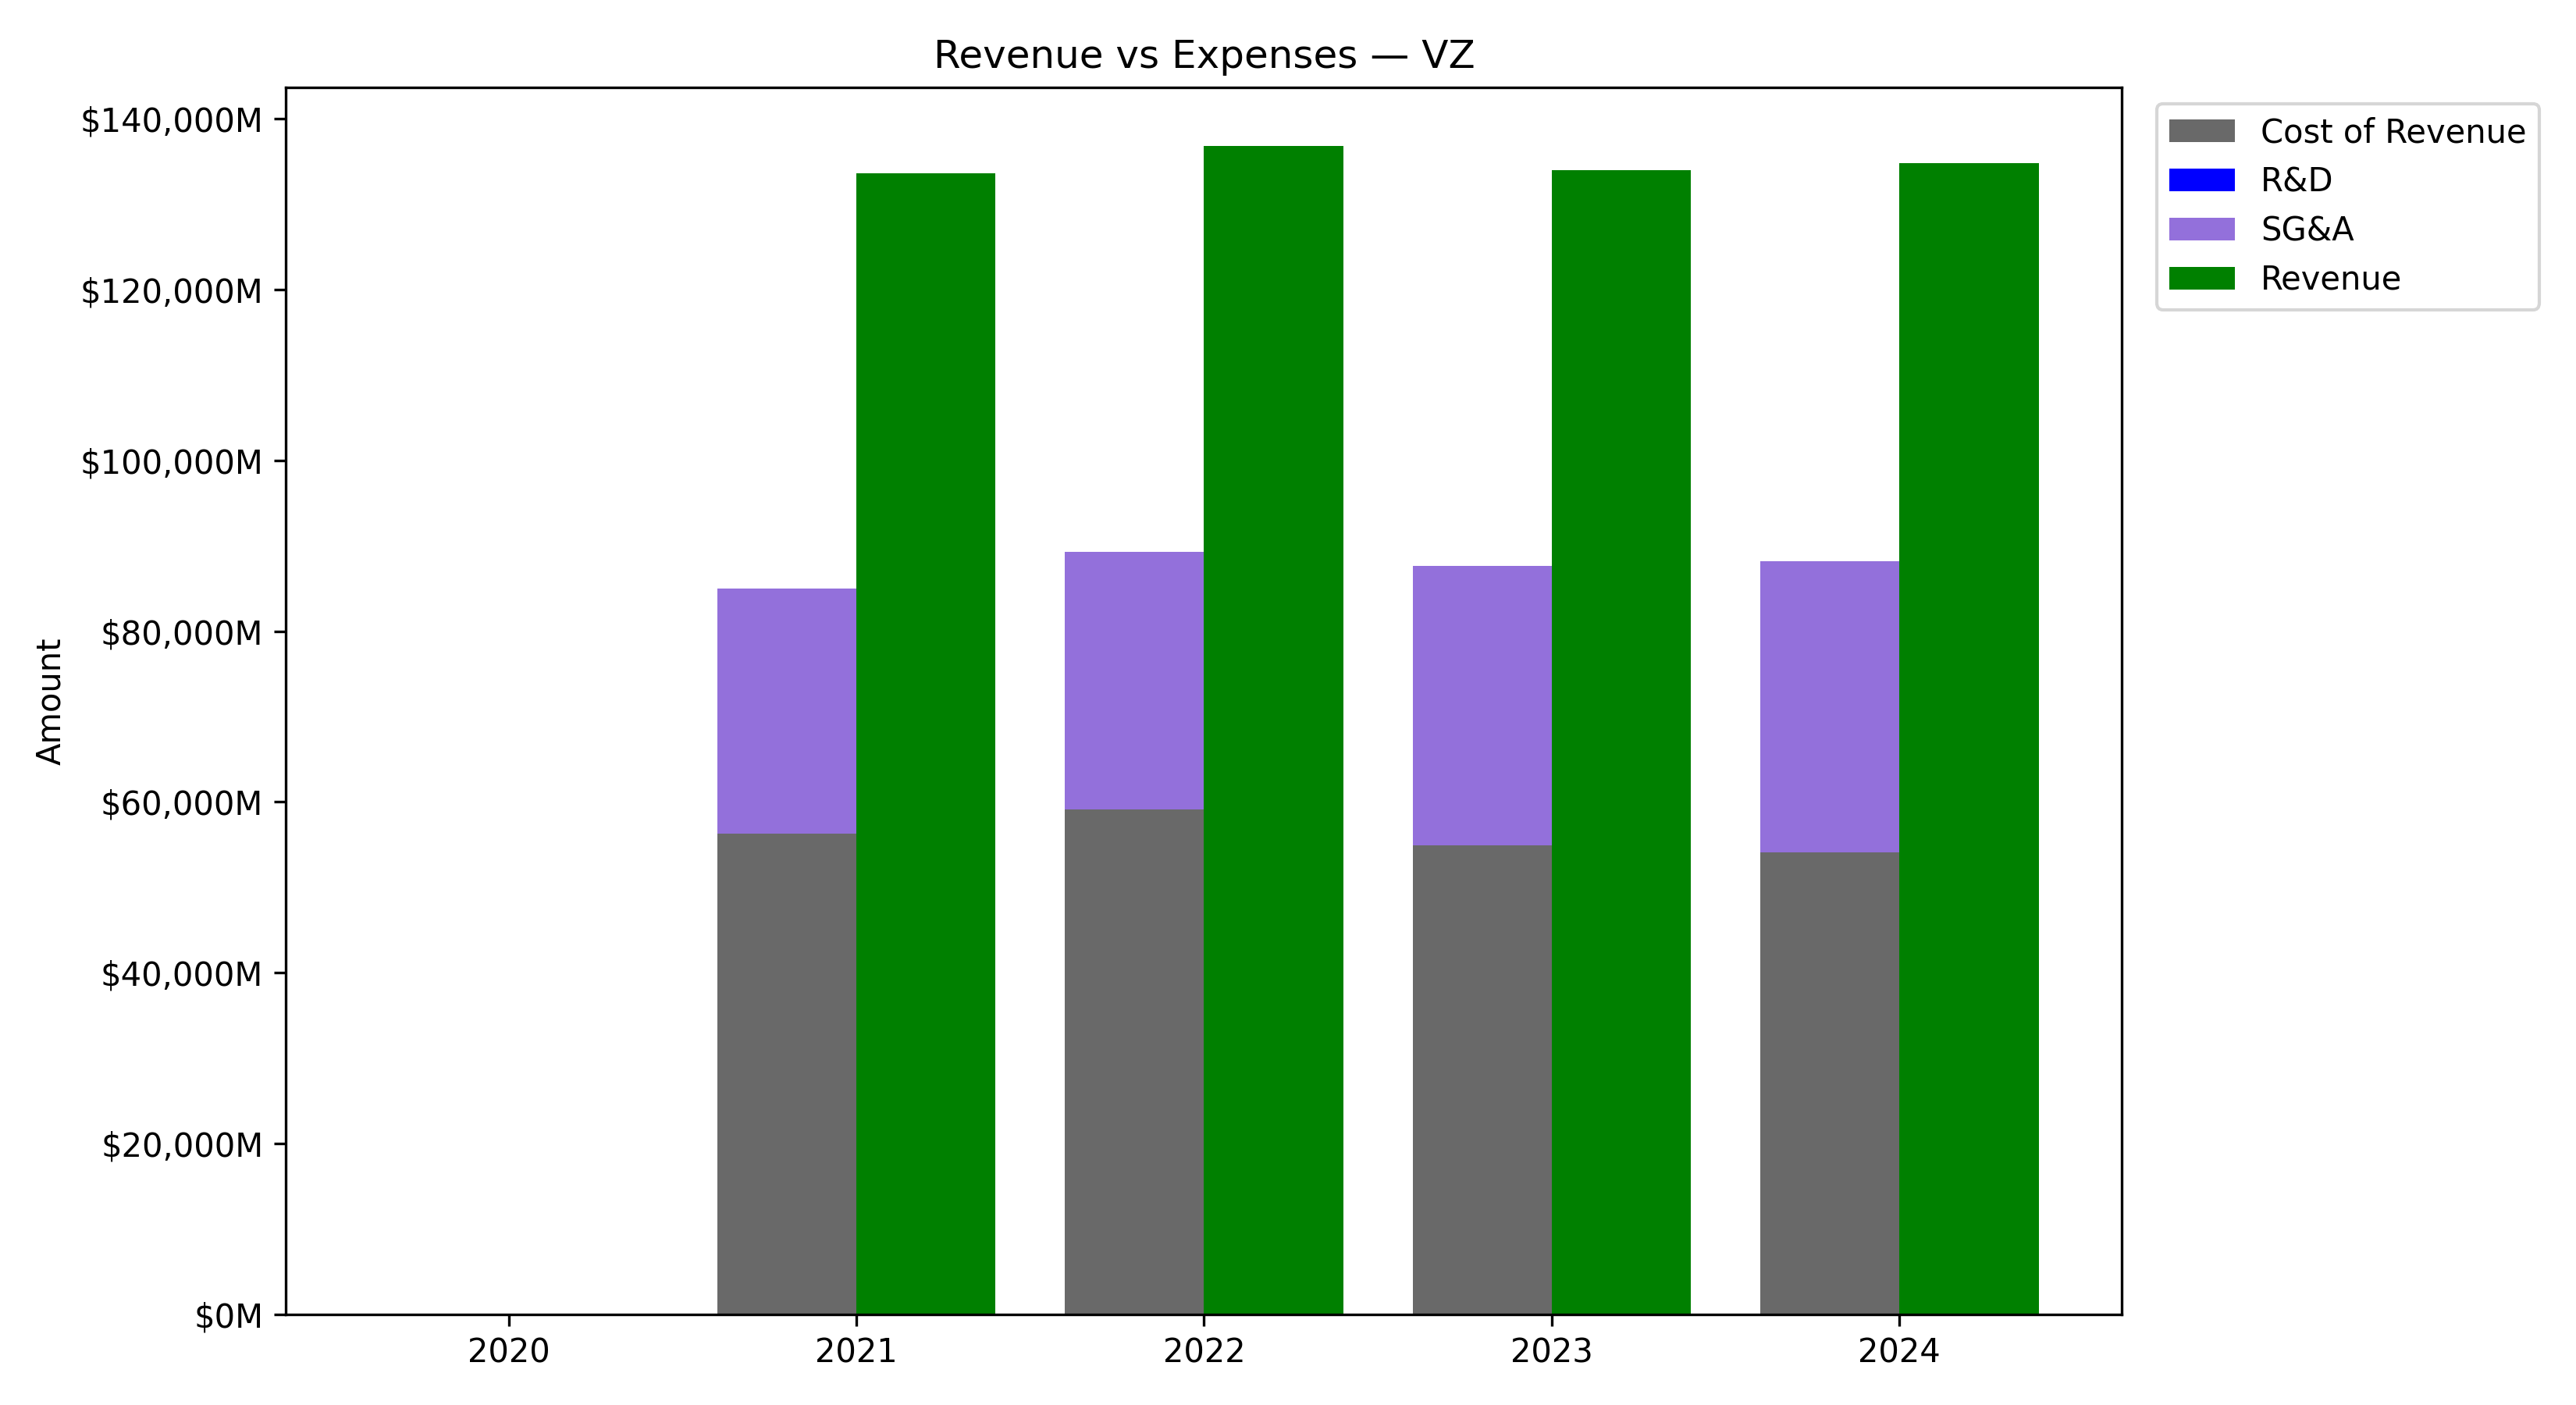 Revenue vs Expenses — VZ
$140,000M
$120,000M
$100,000M
$80,000M
$60,000M
$40,000M
$20,000M
$0M
Amount
2020
2021
2022
2023
2024
Cost of Revenue
R&D
SG&A
Revenue